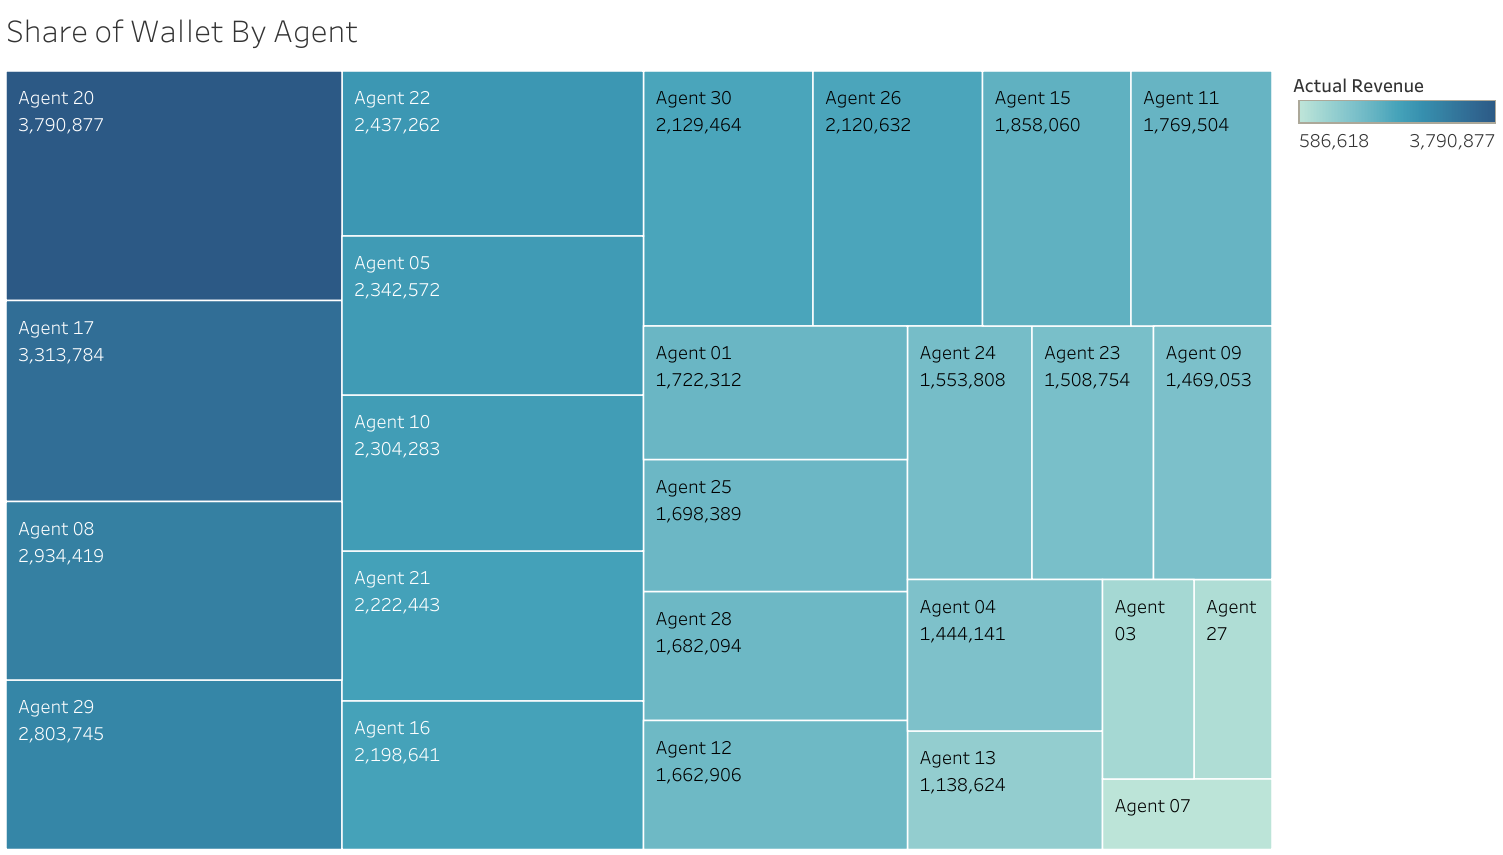 Share of Wallet By Agent
Agent 20
3,790,877
Agent 17
3,313,784
Agent 08
2,934,419
Agent 29
2,803,745
Agent 22
2,437,262
Agent 05
2,342,572
Agent 10
2,304,283
Agent 21
2,222,443
Agent 16
2,198,641
Agent 30
2,129,464
Agent 26
2,120,632
Agent 15
1,858,060
Agent 11
1,769,504
Agent 01
1,722,312
Agent 25
1,698,389
Agent 28
1,682,094
Agent 12
1,662,906
Agent 24
1,553,808
Agent 23
1,508,754
Agent 09
1,469,053
Agent 04
1,444,141
Agent 13
1,138,624
Agent
03
Agent
27
Agent 07
Actual Revenue
586,618 3,790,877